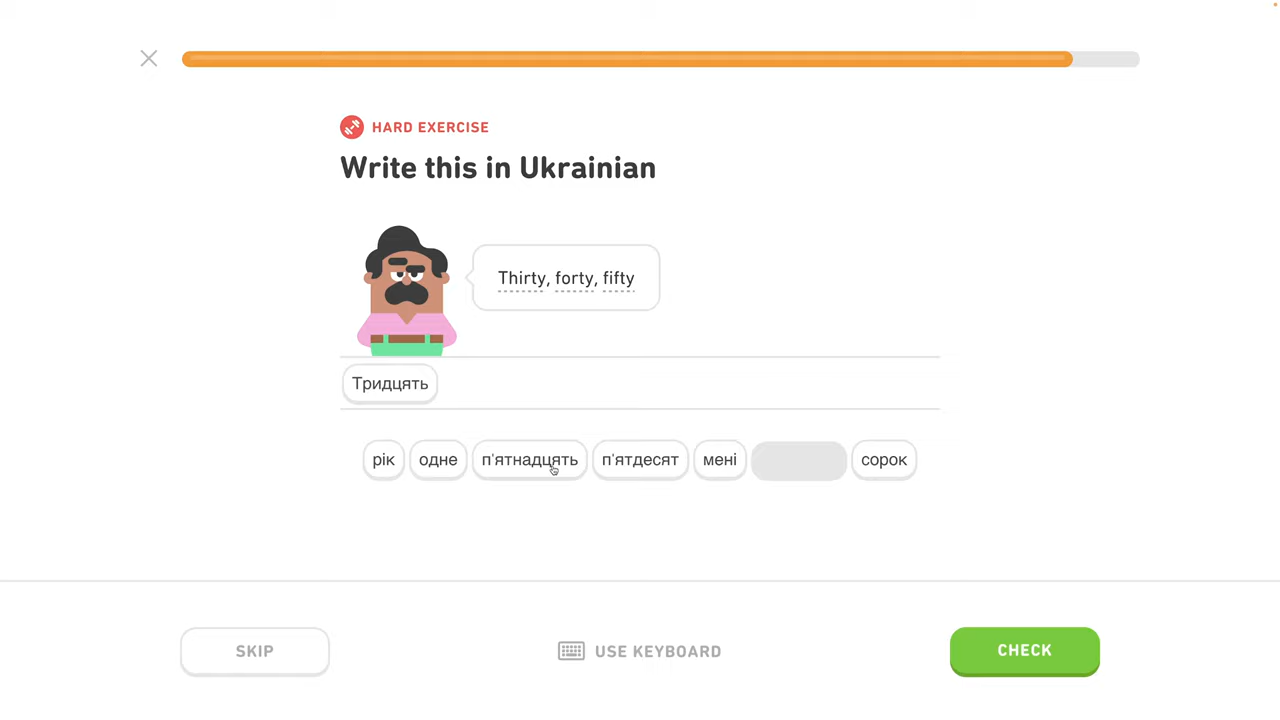 HARD EXERCISE
Write this in Ukrainian
Thirty, forty, fifty
Тридцять
рік одне п'ятнадцять п'ятдесят мені сорок
SKIP USE KEYBOARD CHECK